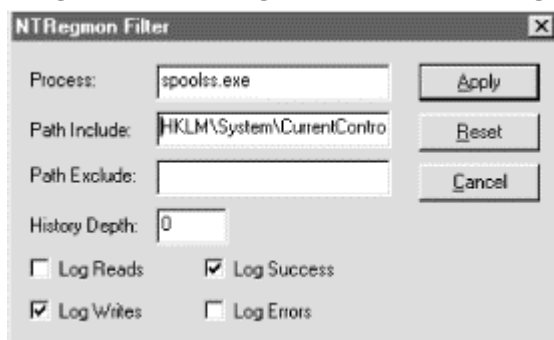 NTRegmon Filter
Process: spoolss.exe Apply
Path Include: HKLM\System\CurrentContro Reset
Path Exclude: Cancel
History Depth: 0
Log Reads Log Success
Log Writes Log Errors